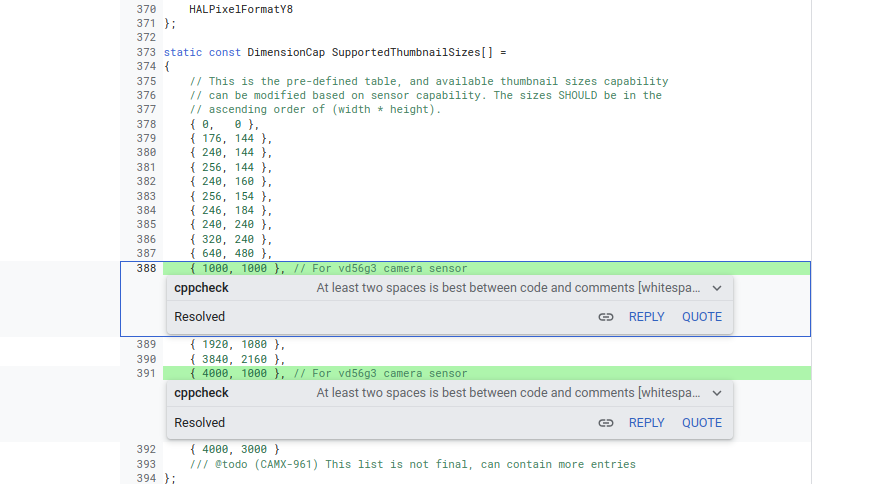 370 HALPixelFormatY8
371 };
372
373 static const DimensionCap SupportedThumbnailSizes[] =
374 {
375 // This is the pre-defined table, and available thumbnail sizes capability
376 // can be modified based on sensor capability. The sizes SHOULD be in the
377 // ascending order of (width * height).
378 { 0,   0 },
379 { 176, 144 },
380 { 240, 144 },
381 { 256, 144 },
382 { 240, 160 },
383 { 256, 154 },
384 { 246, 184 },
385 { 240, 240 },
386 { 320, 240 },
387 { 640, 480 },
388 { 1000, 1000 }, // For vd56g3 camera sensor
cppcheck At least two spaces is best between code and comments [whitespa...
Resolved REPLY QUOTE
389 { 1920, 1080 },
390 { 3840, 2160 },
391 { 4000, 1000 }, // For vd56g3 camera sensor
cppcheck At least two spaces is best between code and comments [whitespa...
Resolved REPLY QUOTE
392 { 4000, 3000 }
393 /// @todo (CAMX-961) This list is not final, can contain more entries
394 };